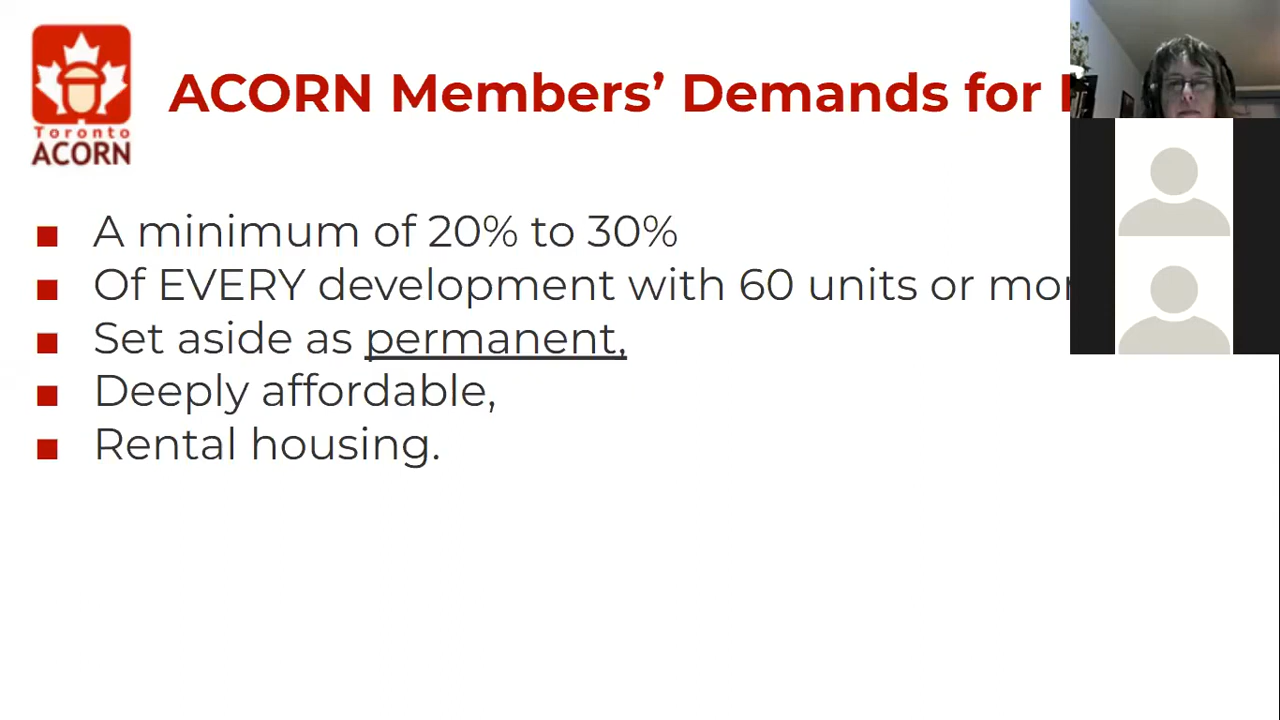 Toronto
ACORN
ACORN Members’ Demands for
A minimum of 20% to 30%
Of EVERY development with 60 units or
Set aside as permanent,
Deeply affordable,
Rental housing.